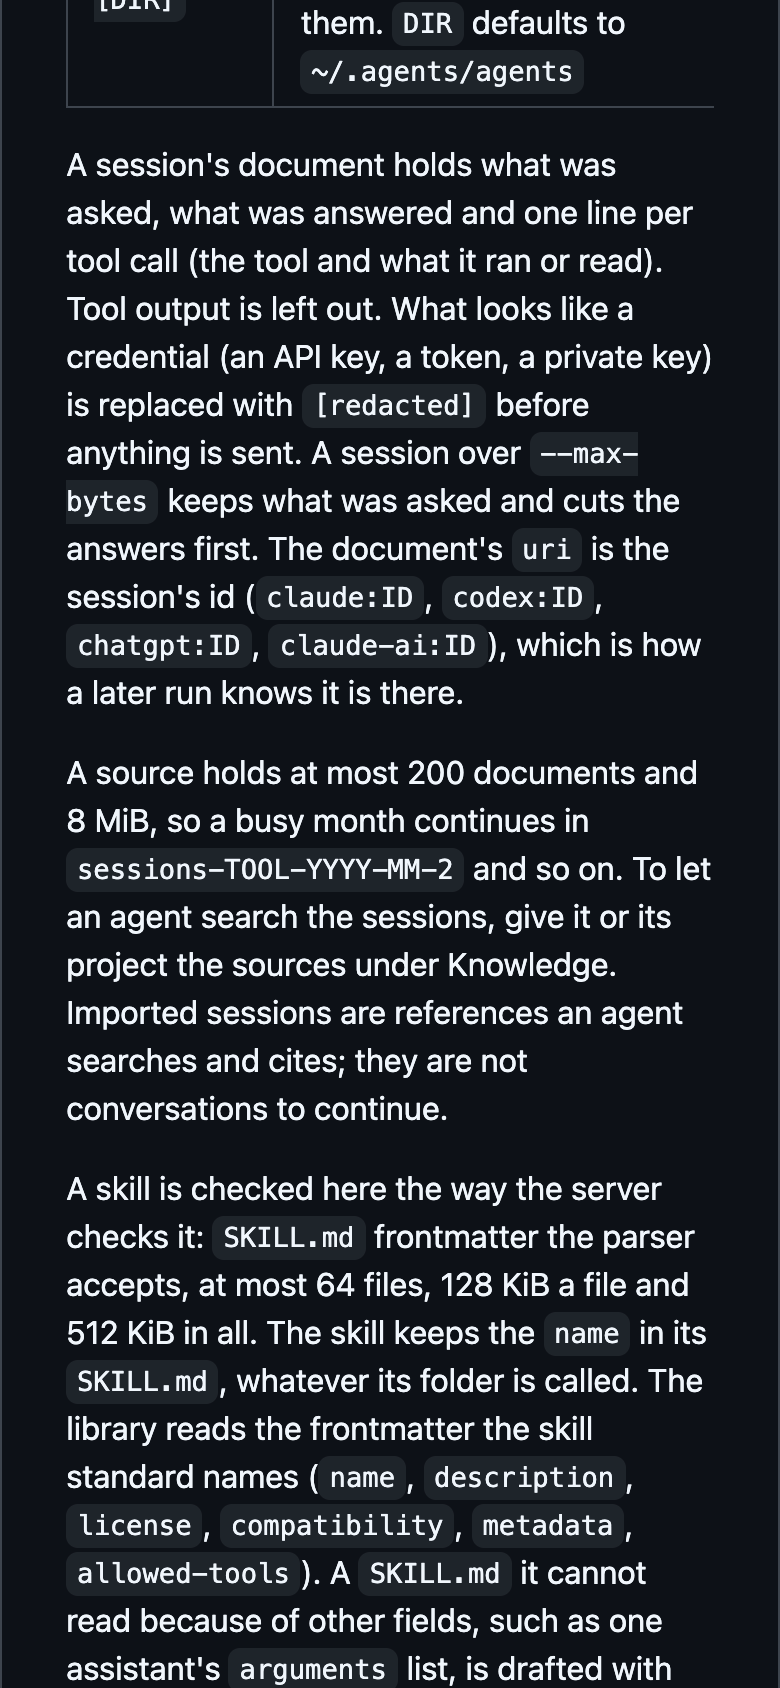 [DIR]
them. DIR defaults to
~/.agents/agents
A session's document holds what was
asked, what was answered and one line per
tool call (the tool and what it ran or read).
Tool output is left out. What looks like a
credential (an API key, a token, a private key)
is replaced with [redacted] before
anything is sent. A session over --max-
bytes keeps what was asked and cuts the
answers first. The document's uri is the
session's id (claude:ID, codex:ID,
chatgpt:ID, claude-ai:ID), which is how
a later run knows it is there.
A source holds at most 200 documents and
8 MiB, so a busy month continues in
sessions-TOOL-YYYY-MM-2 and so on. To let
an agent search the sessions, give it or its
project the sources under Knowledge.
Imported sessions are references an agent
searches and cites; they are not
conversations to continue.
A skill is checked here the way the server
checks it: SKILL.md frontmatter the parser
accepts, at most 64 files, 128 KiB a file and
512 KiB in all. The skill keeps the name in its
SKILL.md, whatever its folder is called. The
library reads the frontmatter the skill
standard names (name, description,
license, compatibility, metadata,
allowed-tools). A SKILL.md it cannot
read because of other fields, such as one
assistant's arguments list, is drafted with